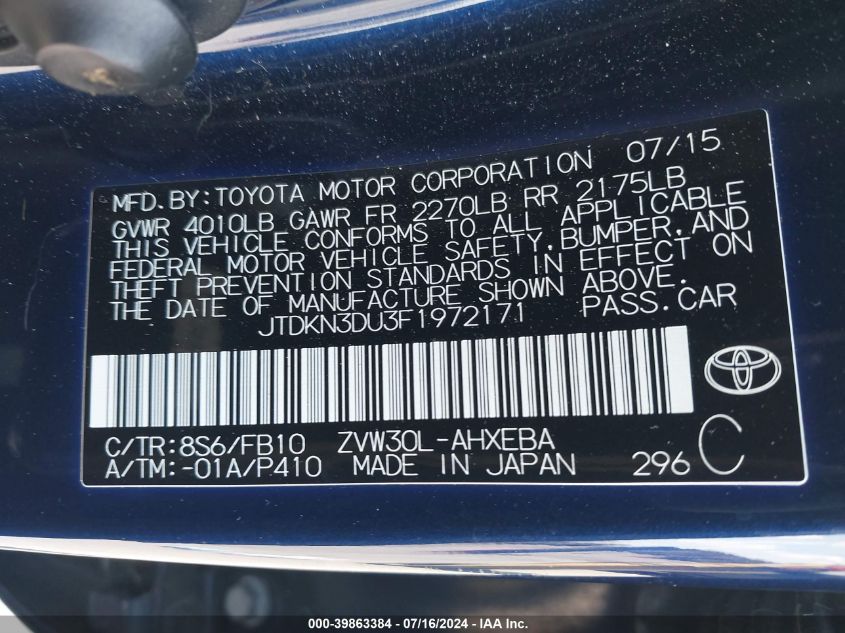 MFD. BY: TOYOTA MOTOR CORPORATION 07/15
GVWR 4010LB GAWR FR 2270LB RR 2175LB
THIS VEHICLE CONFORMS TO ALL APPLICABLE
FEDERAL MOTOR VEHICLE SAFETY, BUMPER, AND
THEFT PREVENTION STANDARDS IN EFFECT ON
THE DATE OF MANUFACTURE SHOWN ABOVE.
JTDKN3DU3F1972171 PASS. CAR
C/TR: 8S6/FB10 ZVW30L-AHXEBA
A/TM: -01A/P410 MADE IN JAPAN 296 C
000-39863384 - 07/16/2024 - IAA Inc.